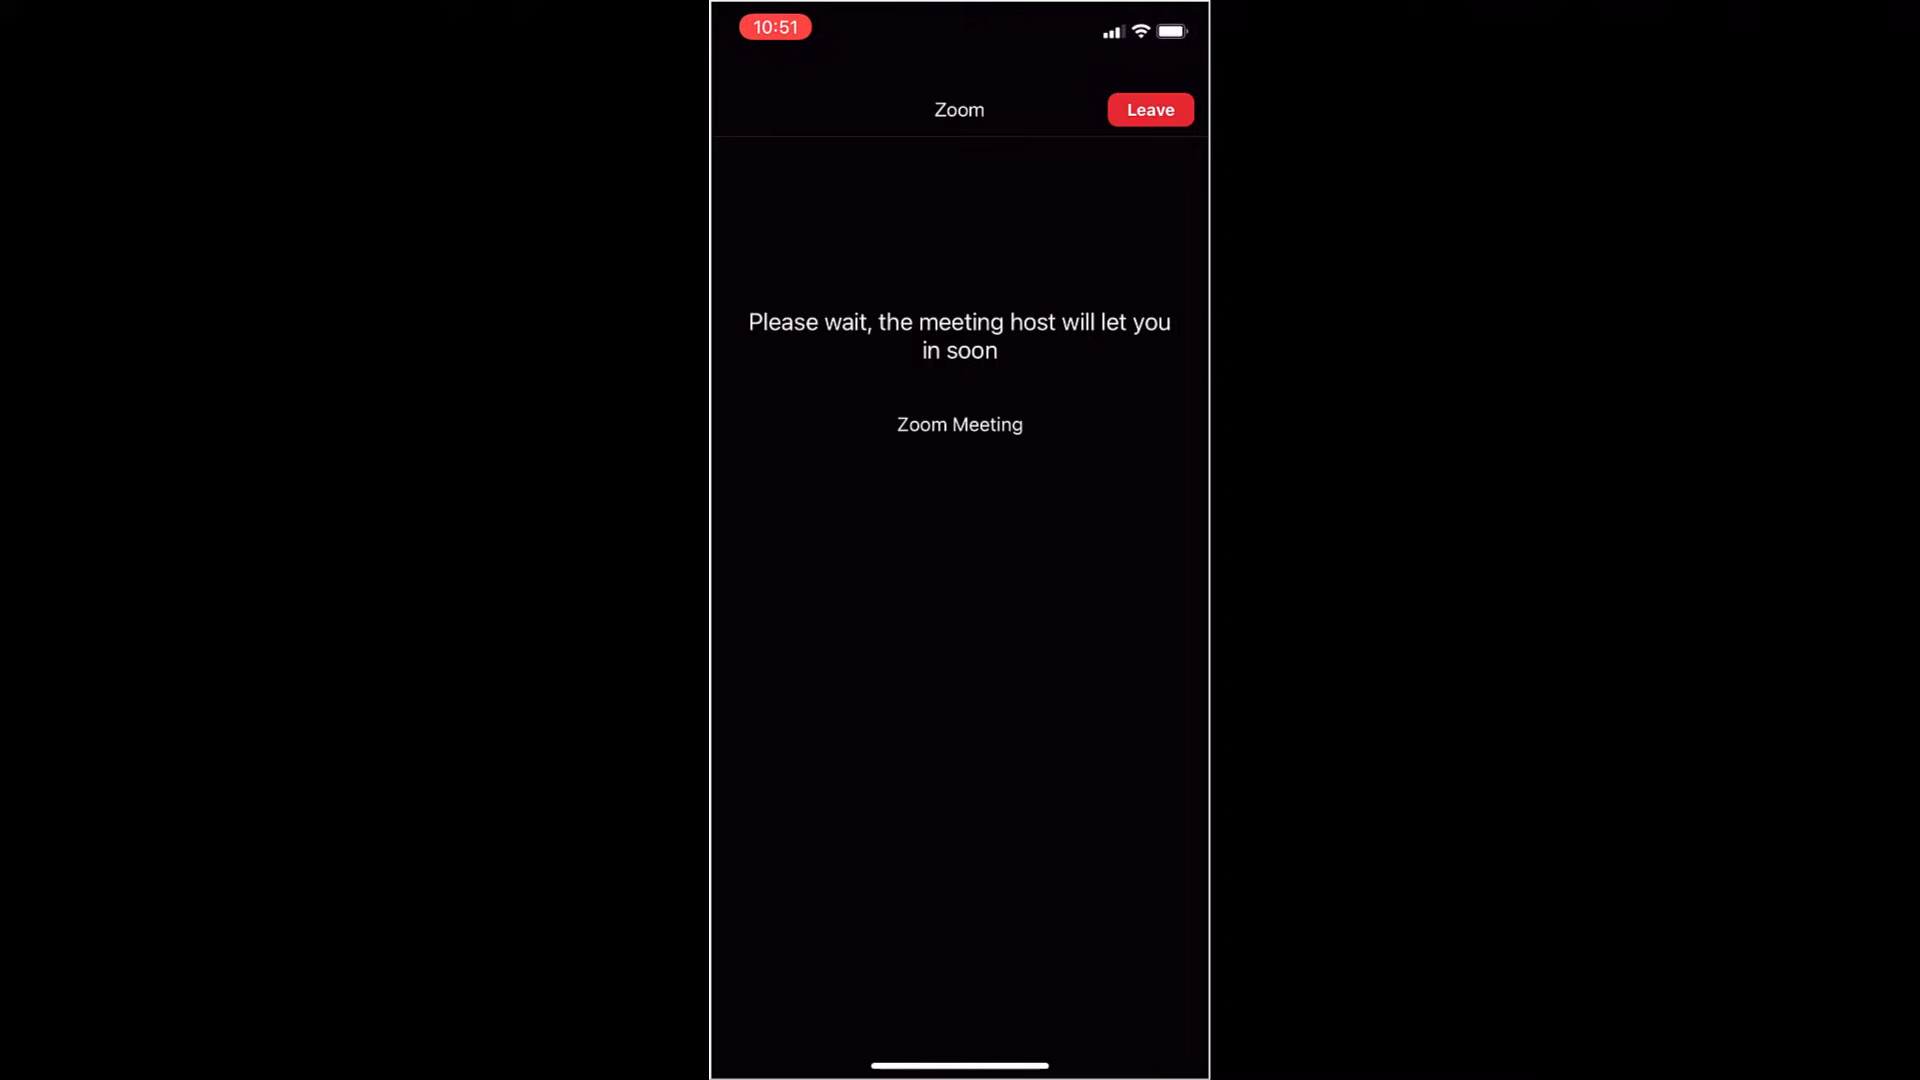 10:51
Zoom
Leave
Please wait, the meeting host will let you
in soon
Zoom Meeting